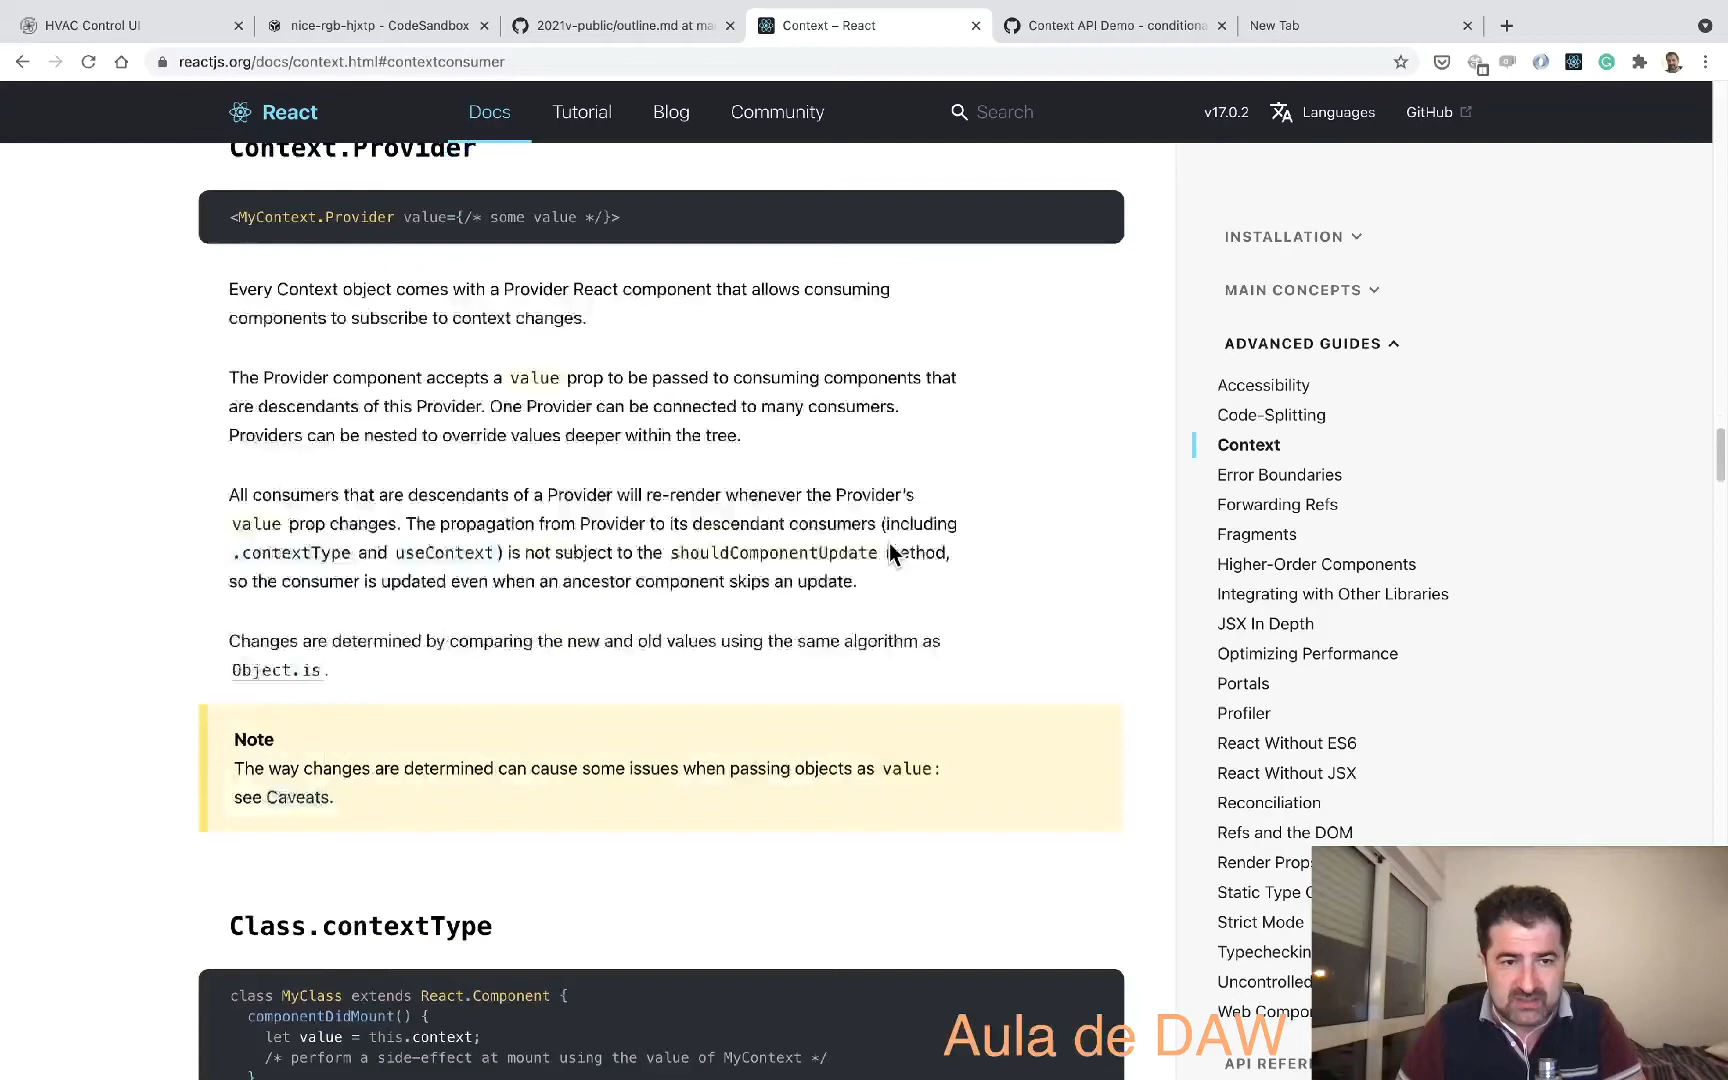 HVAC Control UI
nice-rgb-hjxtp - CodeSandbox
2021v-public/outline.md at ma
Context – React
Context API Demo - conditiona
New Tab
reactjs.org/docs/context.html#contextconsumer
React
Docs
Tutorial
Blog
Community
Search
v17.0.2
Languages
GitHub
Context.Provider
<MyContext.Provider value={/* some value */}>
Every Context object comes with a Provider React component that allows consuming
components to subscribe to context changes.
The Provider component accepts a value prop to be passed to consuming components that
are descendants of this Provider. One Provider can be connected to many consumers.
Providers can be nested to override values deeper within the tree.
All consumers that are descendants of a Provider will re-render whenever the Provider’s
value prop changes. The propagation from Provider to its descendant consumers (including
.contextType and useContext) is not subject to the shouldComponentUpdate method,
so the consumer is updated even when an ancestor component skips an update.
Changes are determined by comparing the new and old values using the same algorithm as
Object.is.
Note
The way changes are determined can cause some issues when passing objects as value:
see Caveats.
Class.contextType
class MyClass extends React.Component {
componentDidMount() {
let value = this.context;
/* perform a side-effect at mount using the value of MyContext */
}
INSTALLATION
MAIN CONCEPTS
ADVANCED GUIDES
Accessibility
Code-Splitting
Context
Error Boundaries
Forwarding Refs
Fragments
Higher-Order Components
Integrating with Other Libraries
JSX In Depth
Optimizing Performance
Portals
Profiler
React Without ES6
React Without JSX
Reconciliation
Refs and the DOM
Render Props
Static Type C
Strict Mode
Typecheckin
Uncontrolled
Web Compo
API REFER
Aula de DAW